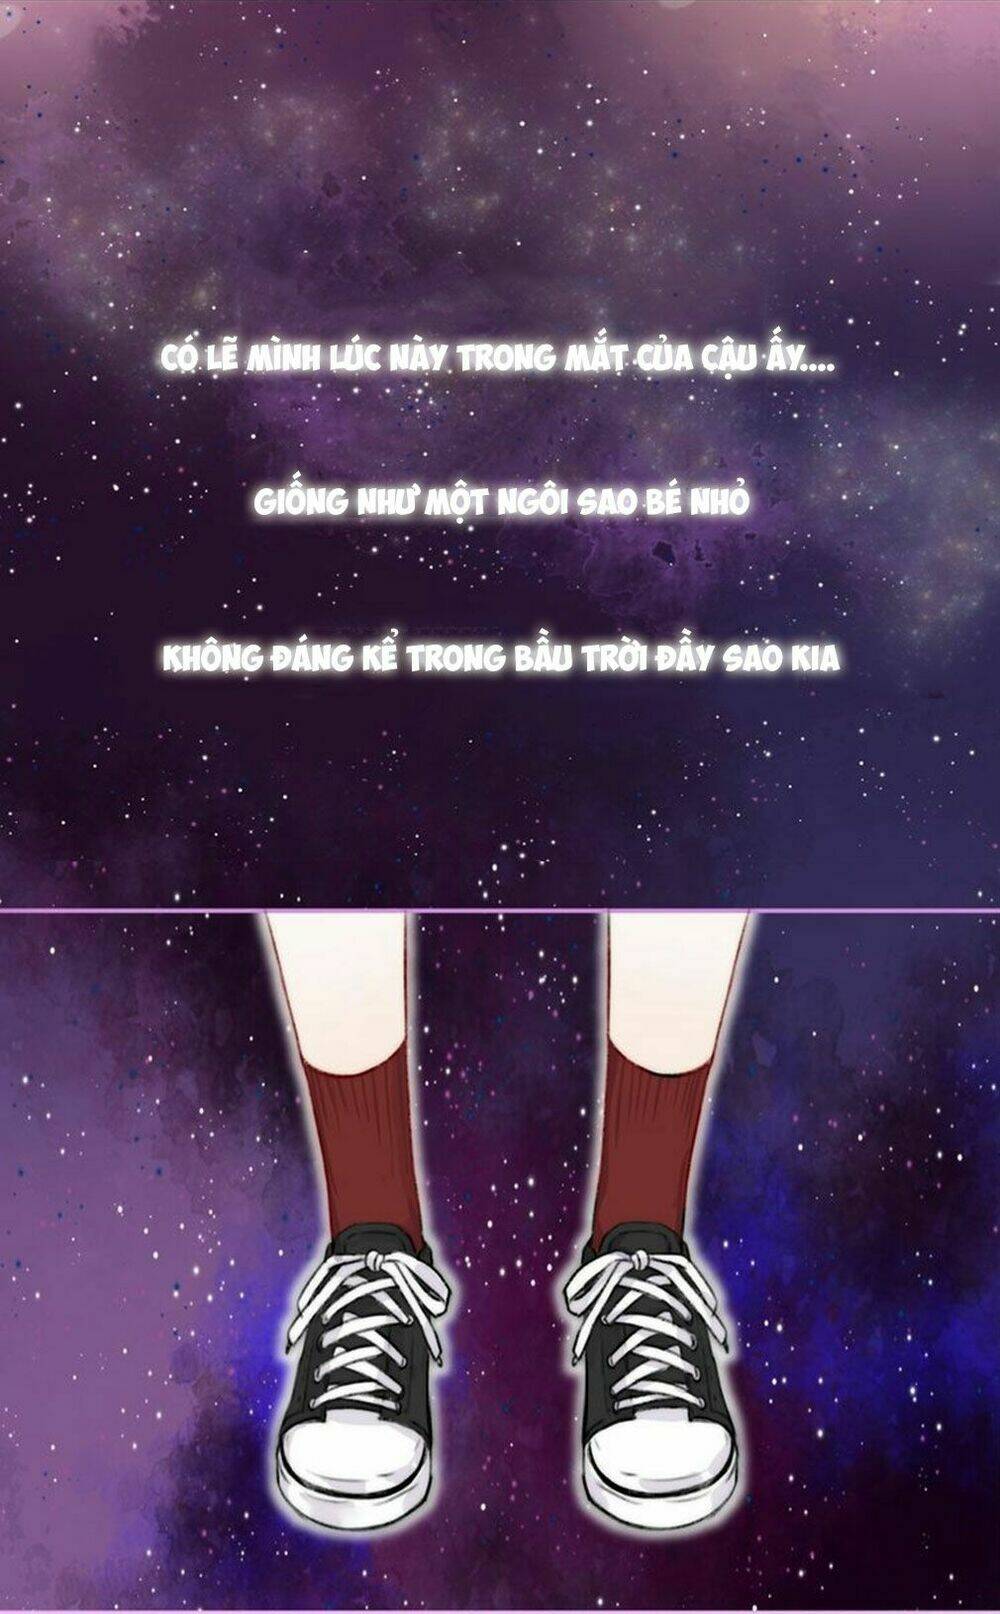 CÓ LẼ MÌNH LÚC NÀY TRONG MẮT CỦA CẬU ẤY....
GIỐNG NHƯ MỘT NGÔI SAO BÉ NHỎ
KHÔNG ĐÁNG KỂ TRONG BẦU TRỜI ĐẦY SAO KIA